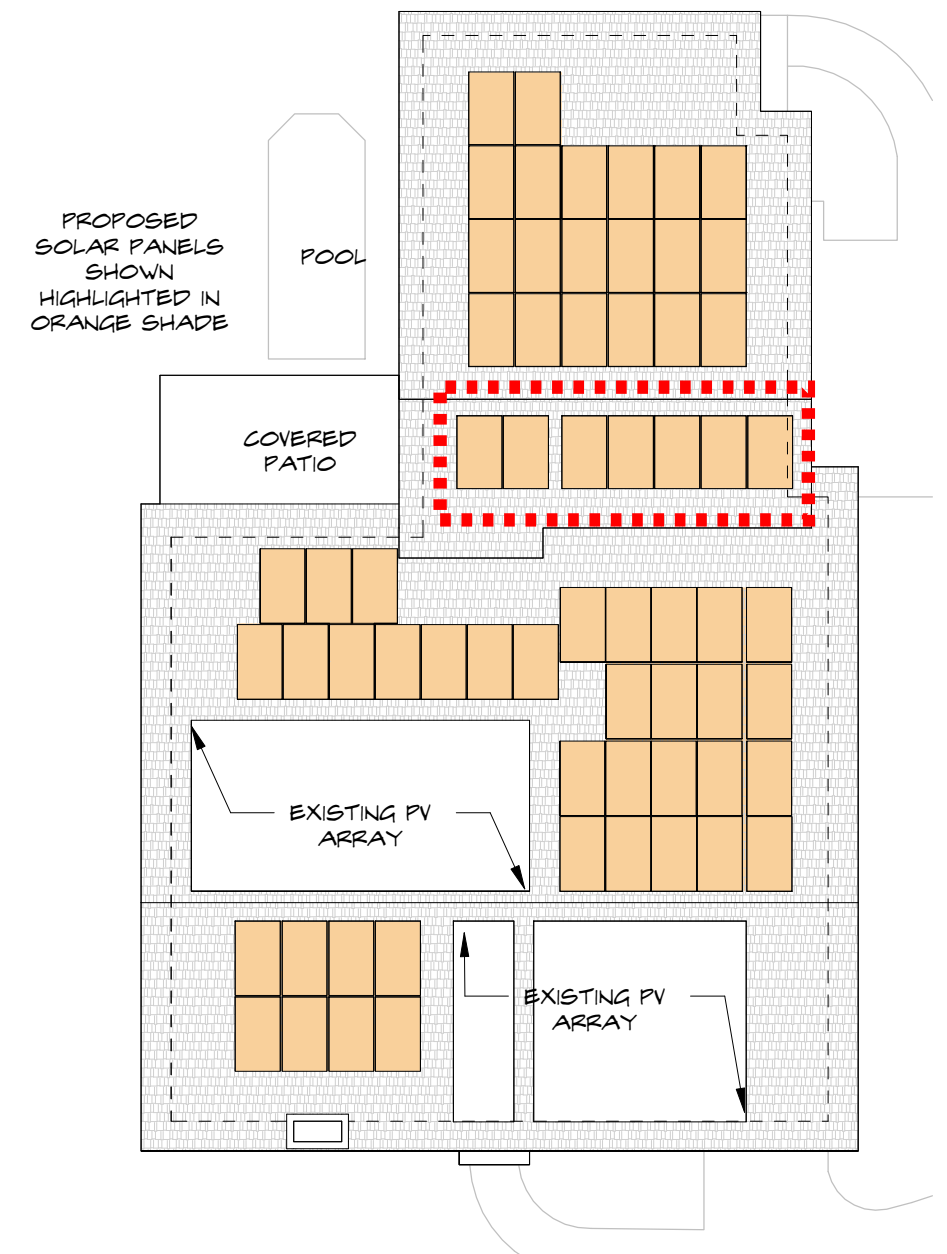 PROPOSED
SOLAR PANELS
SHOWN
HIGHLIGHTED IN
ORANGE SHADE
POOL
COVERED
PATIO
EXISTING PV
ARRAY
EXISTING PV
ARRAY